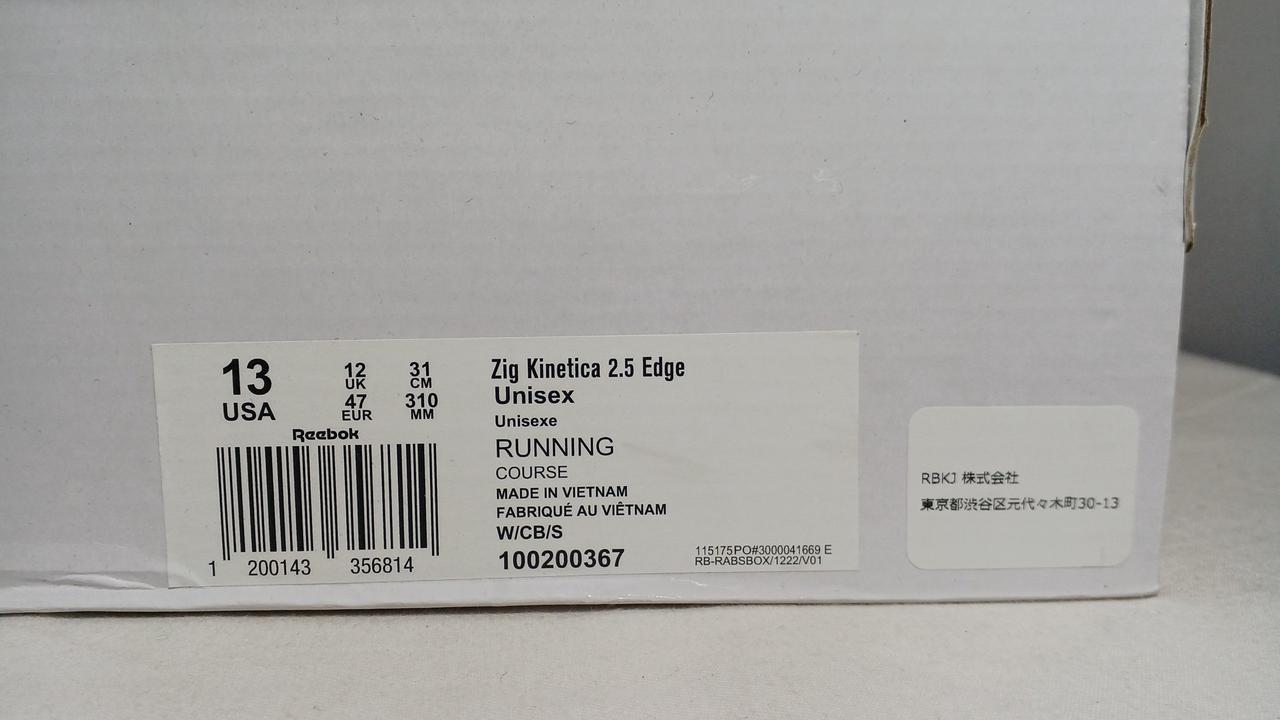 13
USA
12
UK
47
EUR
31
CM
310
MM
Reebok
1 200143 356814
Zig Kinetica 2.5 Edge
Unisex
Unisexe
RUNNING
COURSE
MADE IN VIETNAM
FABRIQUÉ AU VIÊTNAM
W/CB/S
100200367
115175PO#3000041669 E
RB-RABSBOX/1222/V01
RBKJ 株式会社
東京都渋谷区元代々木町30-13